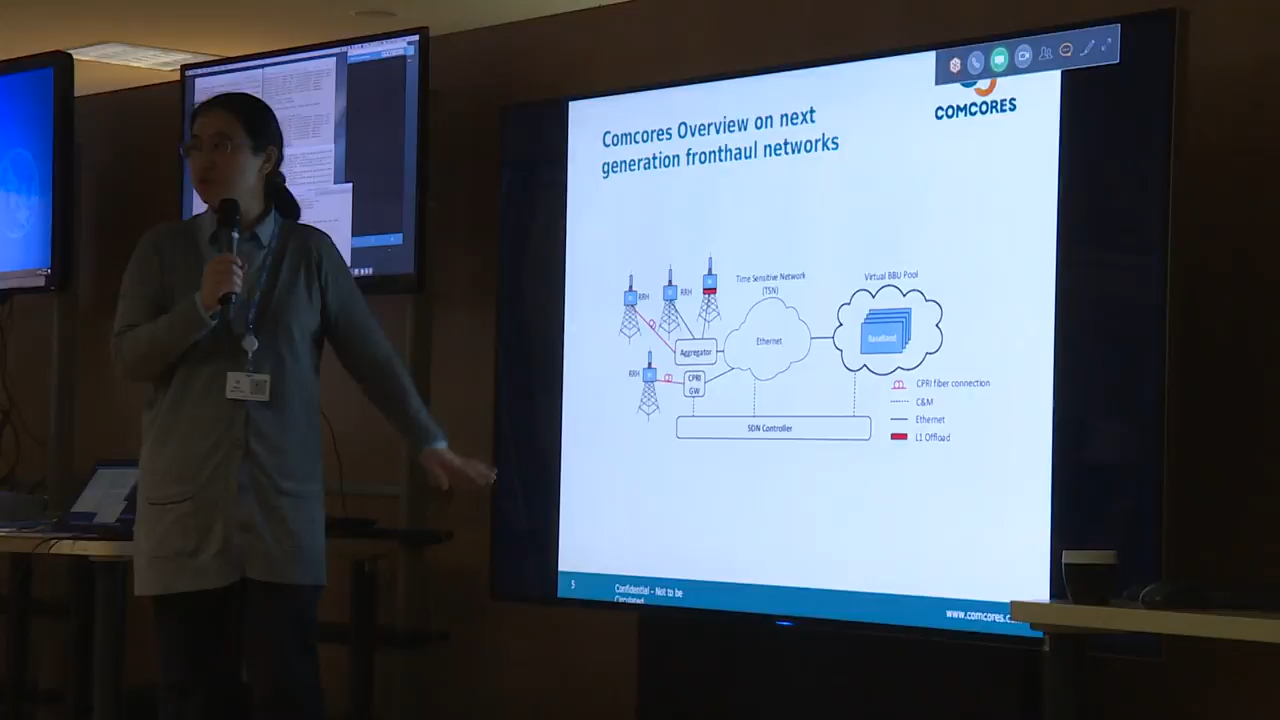 COMCORES
Comcores Overview on next
generation fronthaul networks
Time Sensitive Network
(TSN)
Virtual BBU Pool
RRH
RRH
Ethernet
Baseband
Aggregator
RRH
CPRI
GW
SDN Controller
CPRI fiber connection
C&M
Ethernet
L1 Offload
5
Confidential - Not to be
Circulated
www.comcores.c